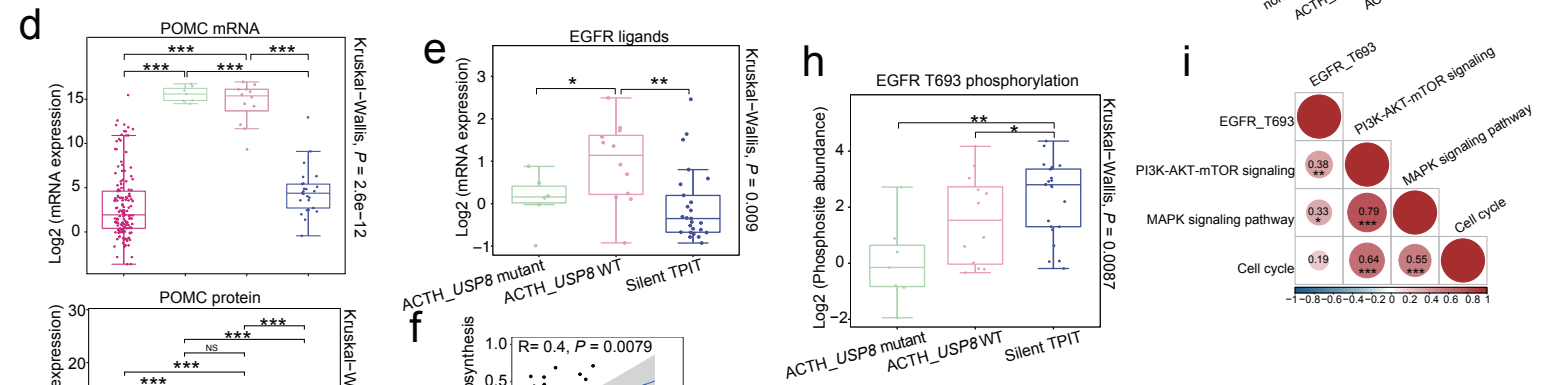 d
POMC mRNA
Log2 (mRNA expression)
15
10
5
0
***
***
***
***
Kruskal−Wallis, P = 2.6e−12
POMC protein
30
20
expression)
***
***
NS
***
***
e
EGFR ligands
Log2 (mRNA expression)
3
2
1
0
−1
*
**
Kruskal−Wallis, P = 0.009
ACTH_USP8 mutant
ACTH_USP8 WT
Silent TPIT
f
R= 0.4, P = 0.0079
1.0
0.5
h
EGFR T693 phosphorylation
Log2 (Phosphosite abundance)
4
2
0
−2
**
*
Kruskal−Wallis, P = 0.0087
ACTH_USP8 mutant
ACTH_USP8WT
Silent TPIT
i
EGFR_T693
PI3K-AKT-mTOR signaling
MAPK signaling pathway
Cell cycle
EGFR_T693
PI3K-AKT-mTOR signaling
0.38
**
MAPK signaling pathway
0.33
*
0.79
***
Cell cycle
0.19
0.64
***
0.55
***
−1−0.8−0.6−0.4−0.2 0 0.2 0.4 0.6 0.8 1